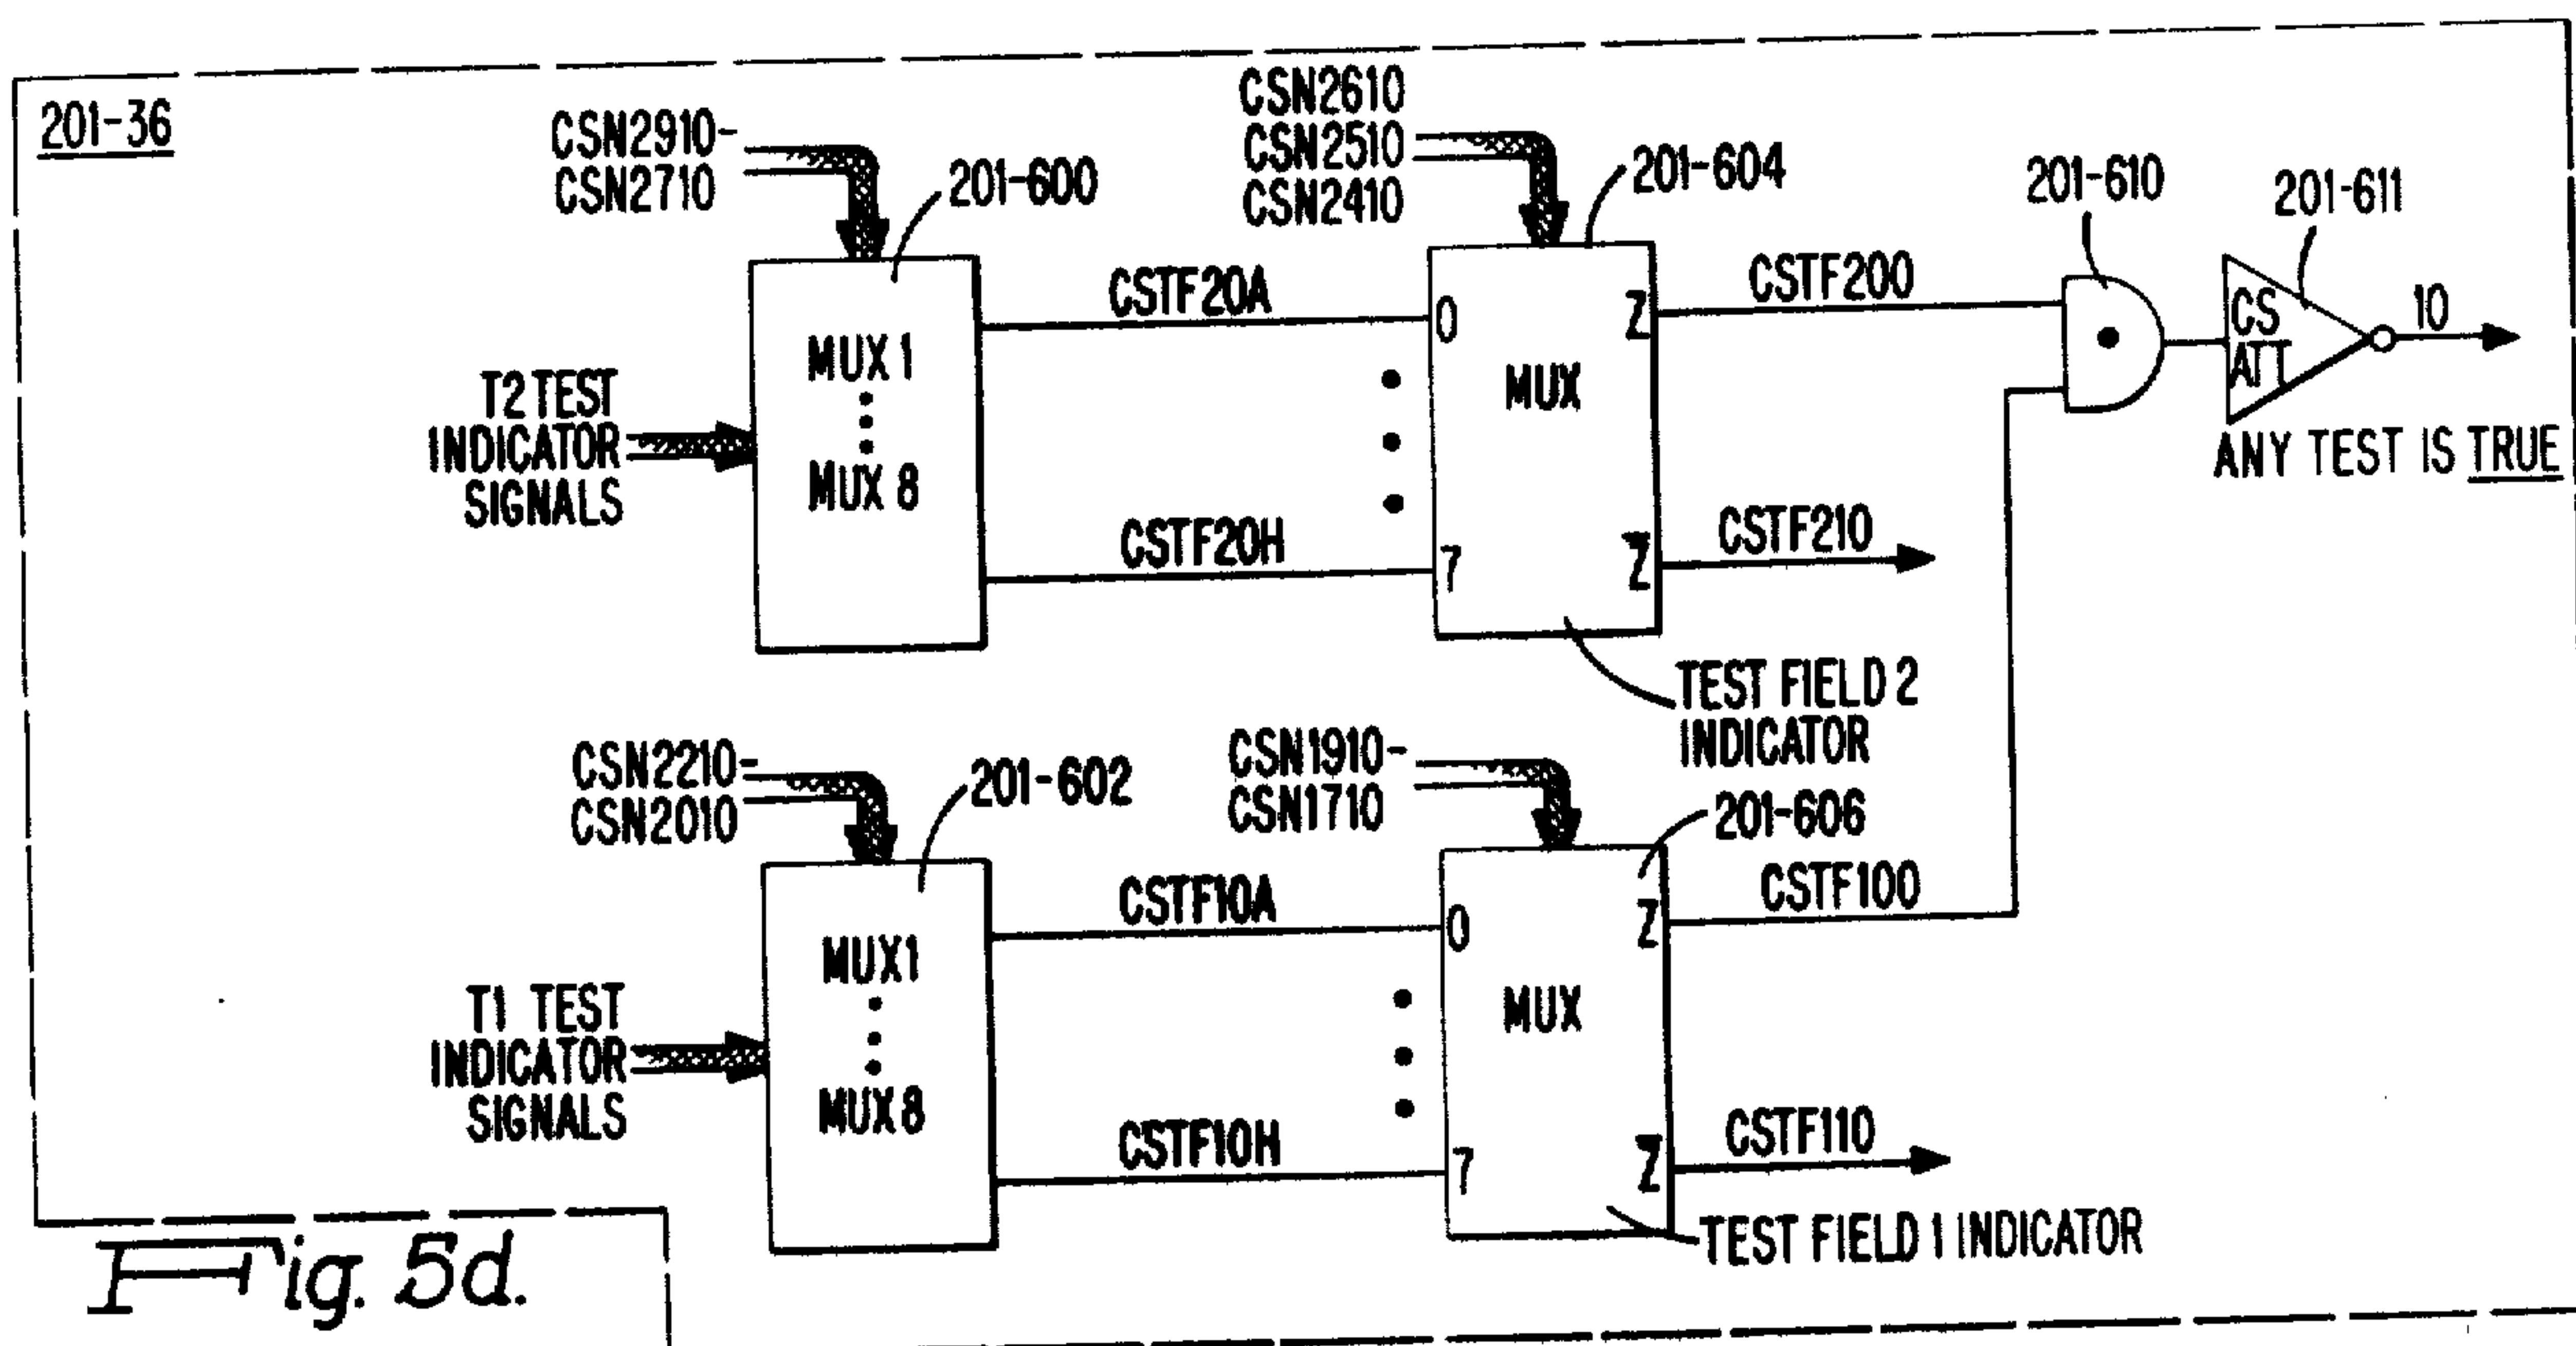 201-36
CSN2910-
CSN2710
201-600
CSN2610
CSN2510
CSN2410
201-604
201-610
201-611
T2 TEST
INDICATOR
SIGNALS
MUX 1
MUX 8
CSTF20A
CSTF20H
0
7
MUX
Z
Z̅
CSTF200
CSTF210
CS
ATT
10
ANY TEST IS TRUE
TEST FIELD 2
INDICATOR
CSN2210-
CSN2010
201-602
CSN1910-
CSN1710
201-606
T1 TEST
INDICATOR
SIGNALS
MUX1
MUX8
CSTF10A
CSTF10H
0
7
MUX
Z
Z̅
CSTF100
CSTF110
TEST FIELD 1 INDICATOR
Fig. 5d.